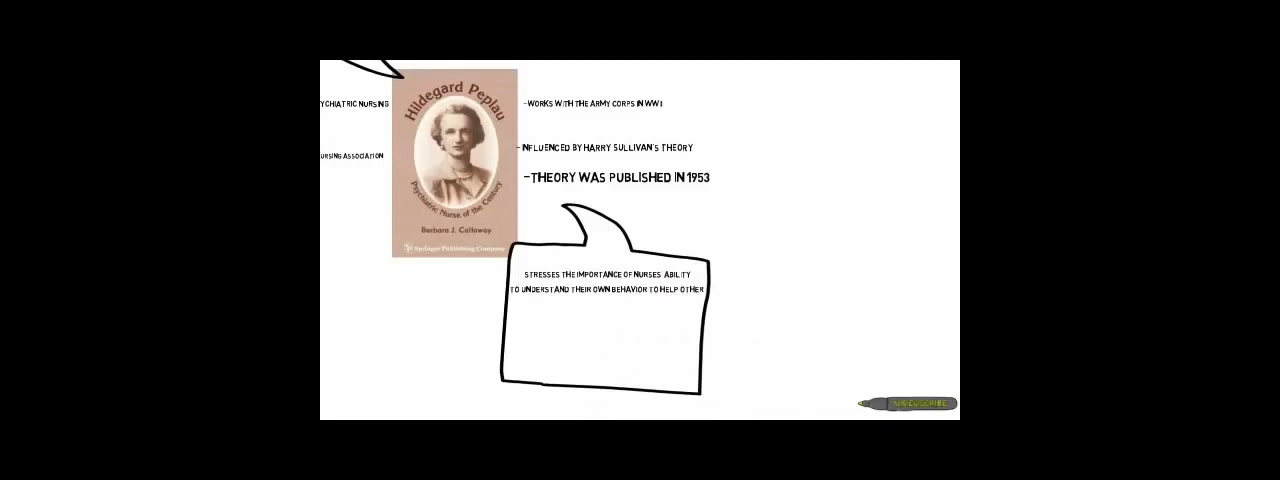 YCHIATRIC NURSING
URSING ASSOCIATION
Hildegard Peplau
Psychiatric Nurse of the Century
Barbara J. Callaway
Springer Publishing Company
-WORKS WITH THE ARMY CORPS IN WWII
-INFLUENCED BY HARRY SULLIVAN'S THEORY
-THEORY WAS PUBLISHED IN 1953
STRESSES THE IMPORTANCE OF NURSES ABILITY
TO UNDERSTAND THEIR OWN BEHAVIOR TO HELP OTHER
VIDEOSCRIBE